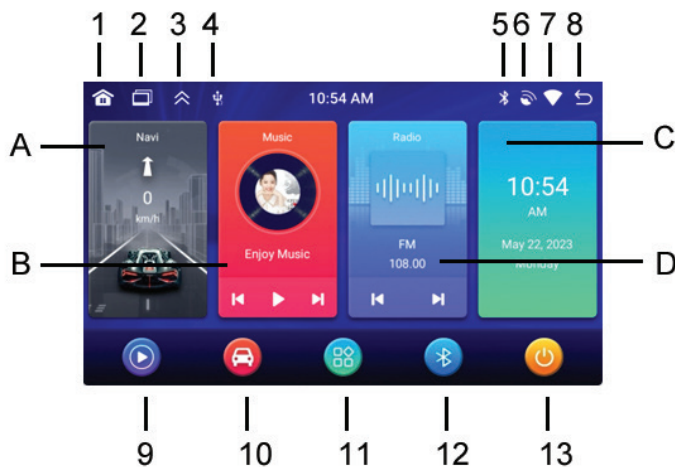 1 2 3 4 5 6 7 8
10:54 AM
A
Navi
0
km/h
Music
Enjoy Music
B
Radio
FM
108.00
D
C
10:54
AM
May 22, 2023
Monday
9 10 11 12 13